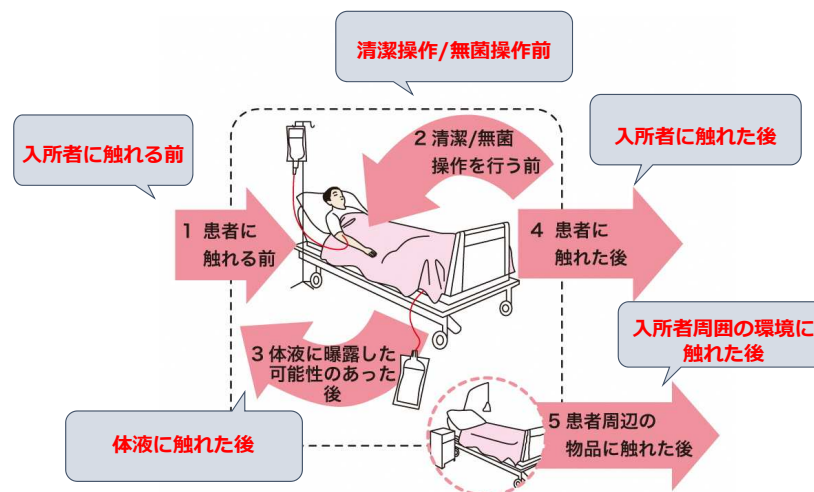 清潔操作/無菌操作前
入所者に触れる前
入所者に触れた後
2 清潔/無菌
操作を行う前
1 患者に
触れる前
4 患者に
触れた後
入所者周囲の環境に
触れた後
3 体液に曝露した
可能性のあった
後
5 患者周辺の
物品に触れた後
体液に触れた後